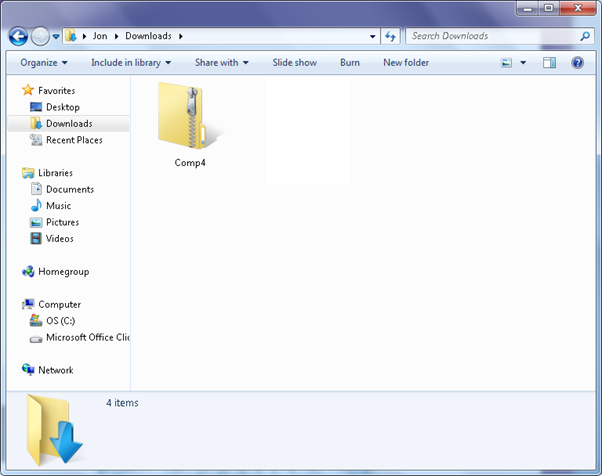 Jon Downloads
Search Downloads
Organize Include in library Share with Slide show Burn New folder
Favorites
Desktop
Downloads
Recent Places
Libraries
Documents
Music
Pictures
Videos
Homegroup
Computer
OS (C:)
Microsoft Office Clic
Network
Comp4
4 items